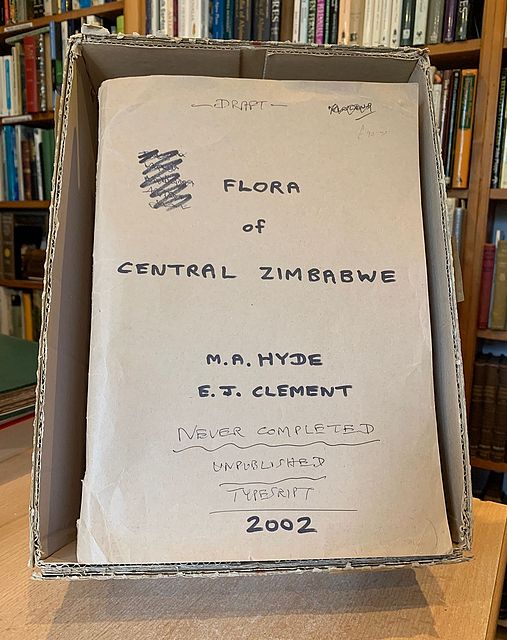 —DRAFT—
FLORA
of
CENTRAL ZIMBABWE
M.A. HYDE
E.J. CLEMENT
NEVER COMPLETED
UNPUBLISHED
TYPESRIPT
2002